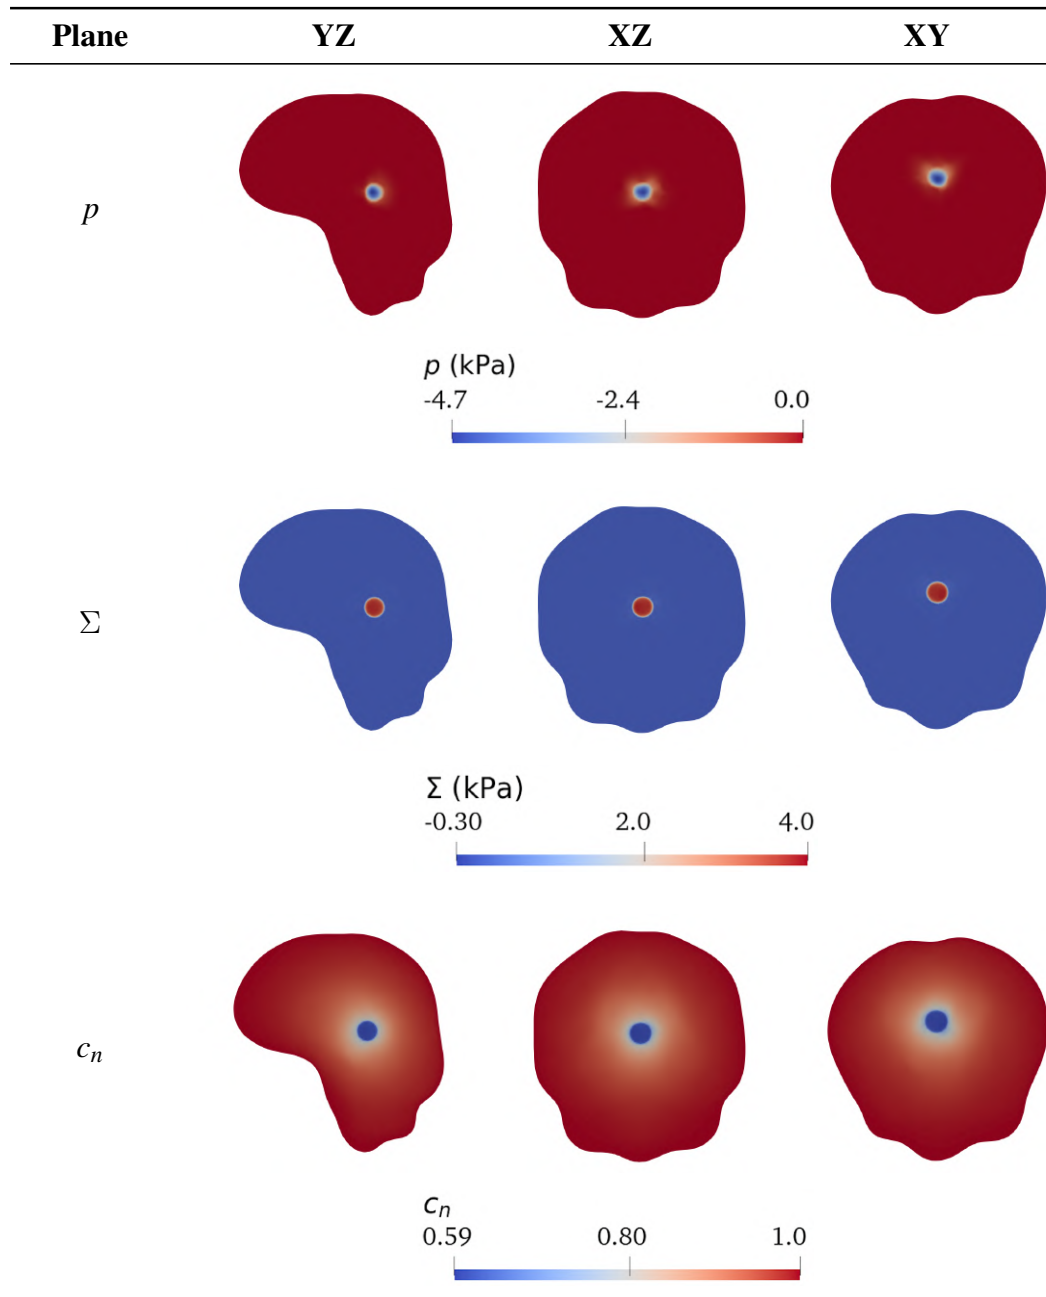 Plane YZ XZ XY
p
p (kPa)
-4.7 -2.4 0.0
Σ
Σ (kPa)
-0.30 2.0 4.0
cn
cn
0.59 0.80 1.0